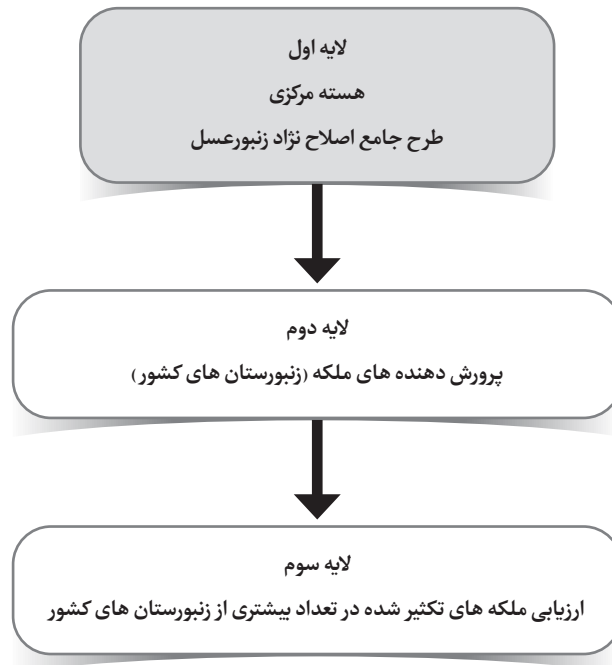 لایه اول
هسته مرکزی
طرح جامع اصلاح نژاد زنبورعسل
لایه دوم
پرورش دهنده های ملکه (زنبورستان های کشور)
لایه سوم
ارزیابی ملکه های تکثیر شده در تعداد بیشتری از زنبورستان های کشور